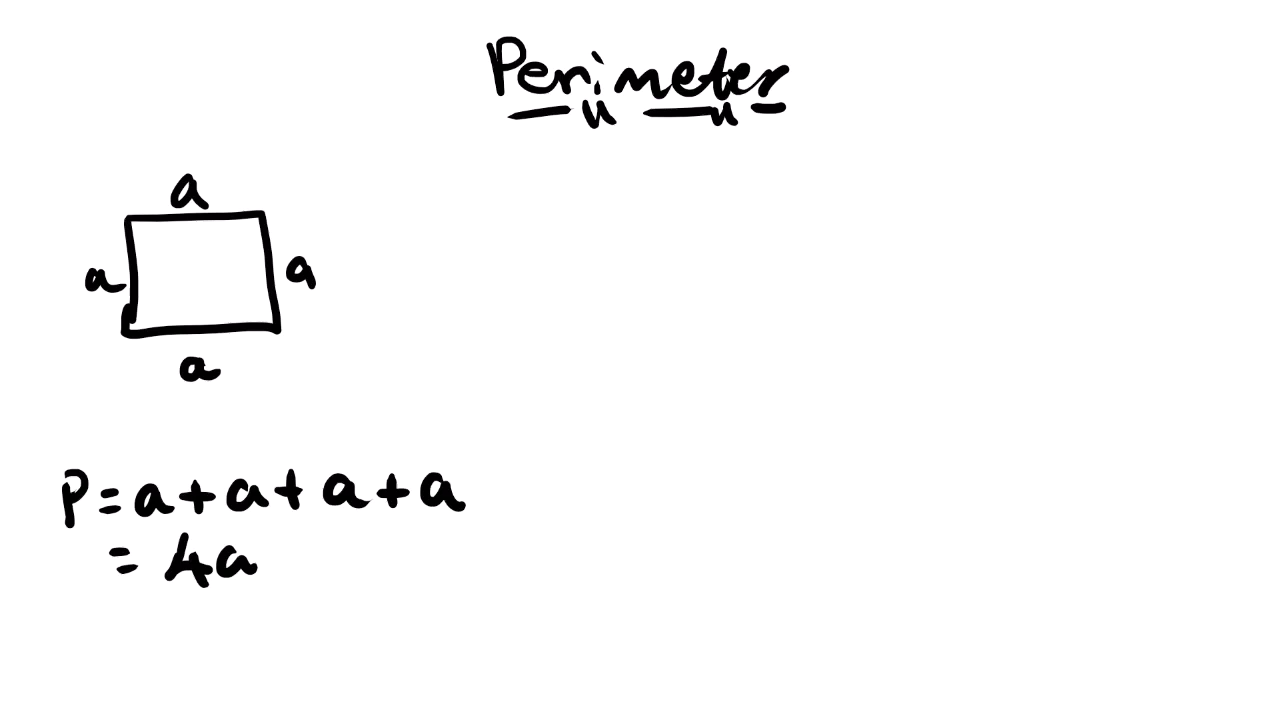 Perimeter
a
a
a
a
P = a + a + a + a
= 4a